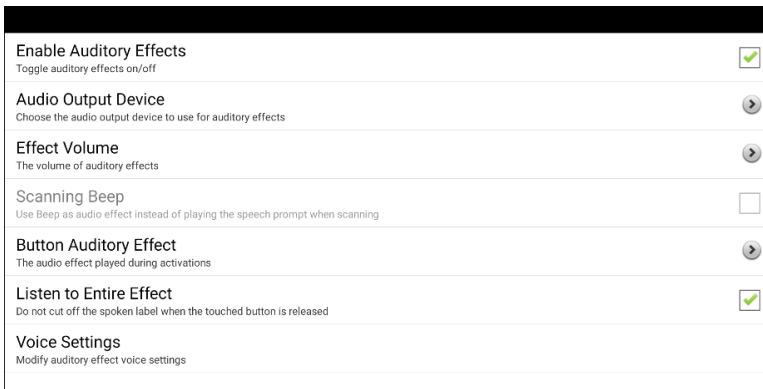 Enable Auditory Effects
Toggle auditory effects on/off
Audio Output Device
Choose the audio output device to use for auditory effects
Effect Volume
The volume of auditory effects
Scanning Beep
Use Beep as audio effect instead of playing the speech prompt when scanning
Button Auditory Effect
The audio effect played during activations
Listen to Entire Effect
Do not cut off the spoken label when the touched button is released
Voice Settings
Modify auditory effect voice settings